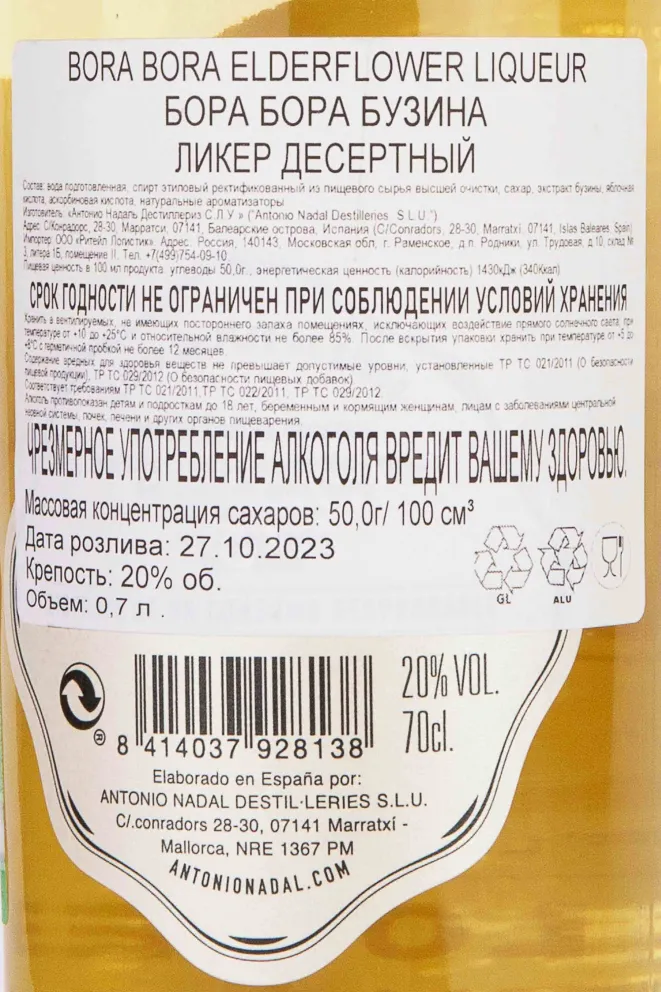 BORA BORA ELDERFLOWER LIQUEUR
БОРА БОРА БУЗИНА
ЛИКЕР ДЕСЕРТНЫЙ
Состав: вода подготовленная, спирт этиловый ректификованный из пищевого сырья высшей очистки, сахар, экстракт бузины, яблочная
кислота, аскорбиновая кислота, натуральные ароматизаторы
Изготовитель: «Антонио Надаль Дестиллериз С.Л.У.» ("Antonio Nadal Destilleries S.L.U.")
Адрес: С/Конрадорс, 28-30, Марратси, 07141, Балеарские острова, Испания (C/Conradors, 28-30, Marratxi, 07141, Islas Baleares, Spain)
Импортер: ООО «Ритейл Логистик». Адрес: Россия, 140143, Московская обл., г. Раменское, д.п. Родники, ул. Трудовая, д.10, склад №
3, литера 1Б, помещение II. Тел. +7(499)754-09-10
Пищевая ценность в 100 мл продукта: углеводы 50,0г., энергетическая ценность (калорийность) 1430кДж (340Ккал)
СРОК ГОДНОСТИ НЕ ОГРАНИЧЕН ПРИ СОБЛЮДЕНИИ УСЛОВИЙ ХРАНЕНИЯ
Хранить в вентилируемых, не имеющих постороннего запаха помещениях, исключающих воздействие прямого солнечного света, при
температуре от +10 до +25°С и относительной влажности не более 85%. После вскрытия упаковки хранить при температуре от +5 до
+8°С с герметичной пробкой не более 12 месяцев.
Содержание вредных для здоровья веществ не превышает допустимые уровни, установленные ТР ТС 021/2011 (О безопасности
пищевой продукции), ТР ТС 029/2012 (О безопасности пищевых добавок)
Соответствует требованиям ТР ТС 021/2011,ТР ТС 022/2011, ТР ТС 029/2012
Алкоголь противопоказан детям и подросткам до 18 лет, беременным и кормящим женщинам, лицам с заболеваниями центральной
нервной системы, почек, печени и других органов пищеварения.
ЧРЕЗМЕРНОЕ УПОТРЕБЛЕНИЕ АЛКОГОЛЯ ВРЕДИТ ВАШЕМУ ЗДОРОВЬЮ.
Массовая концентрация сахаров: 50,0г/ 100 см³
Дата розлива: 27.10.2023
Крепость: 20% об.
Объем: 0,7 л .
GL
ALU
20% VOL.
70cl.
8 414037 928138
Elaborado en España por:
ANTONIO NADAL DESTIL·LERIES S.L.U.
C/.conradors 28-30, 07141 Marratxí -
Mallorca, NRE 1367 PM
ANTONIONADAL.COM